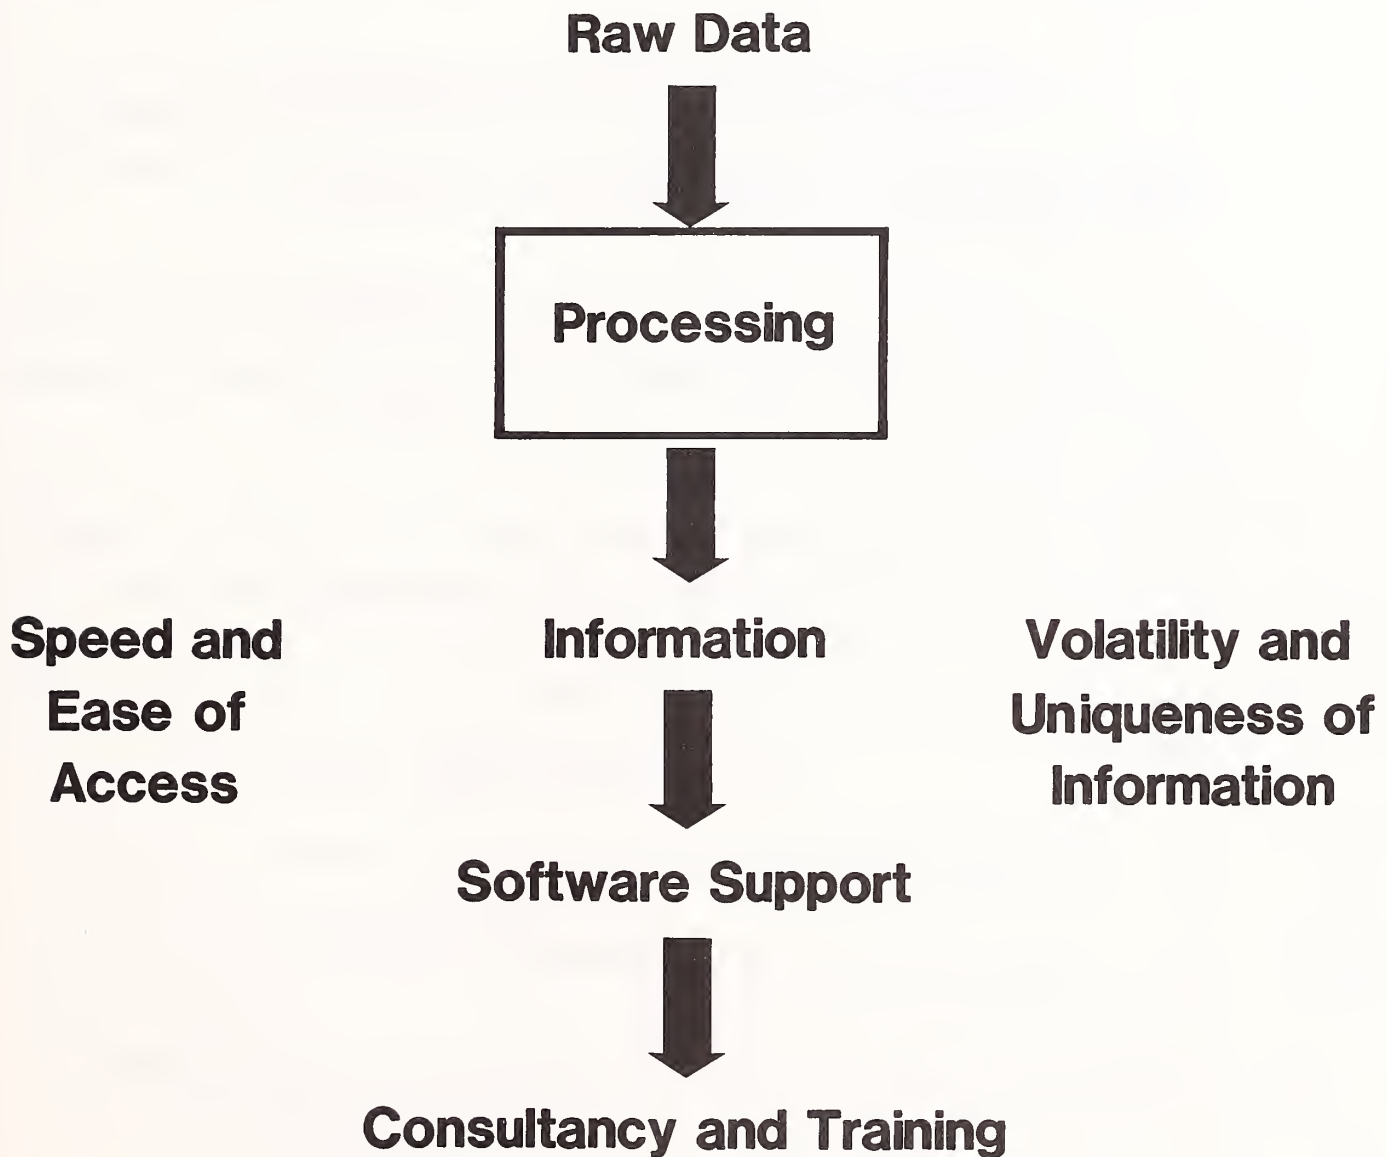 Raw Data
Processing
Speed and
Ease of
Access
Information
Volatility and
Uniqueness of
Information
Software Support
Consultancy and Training